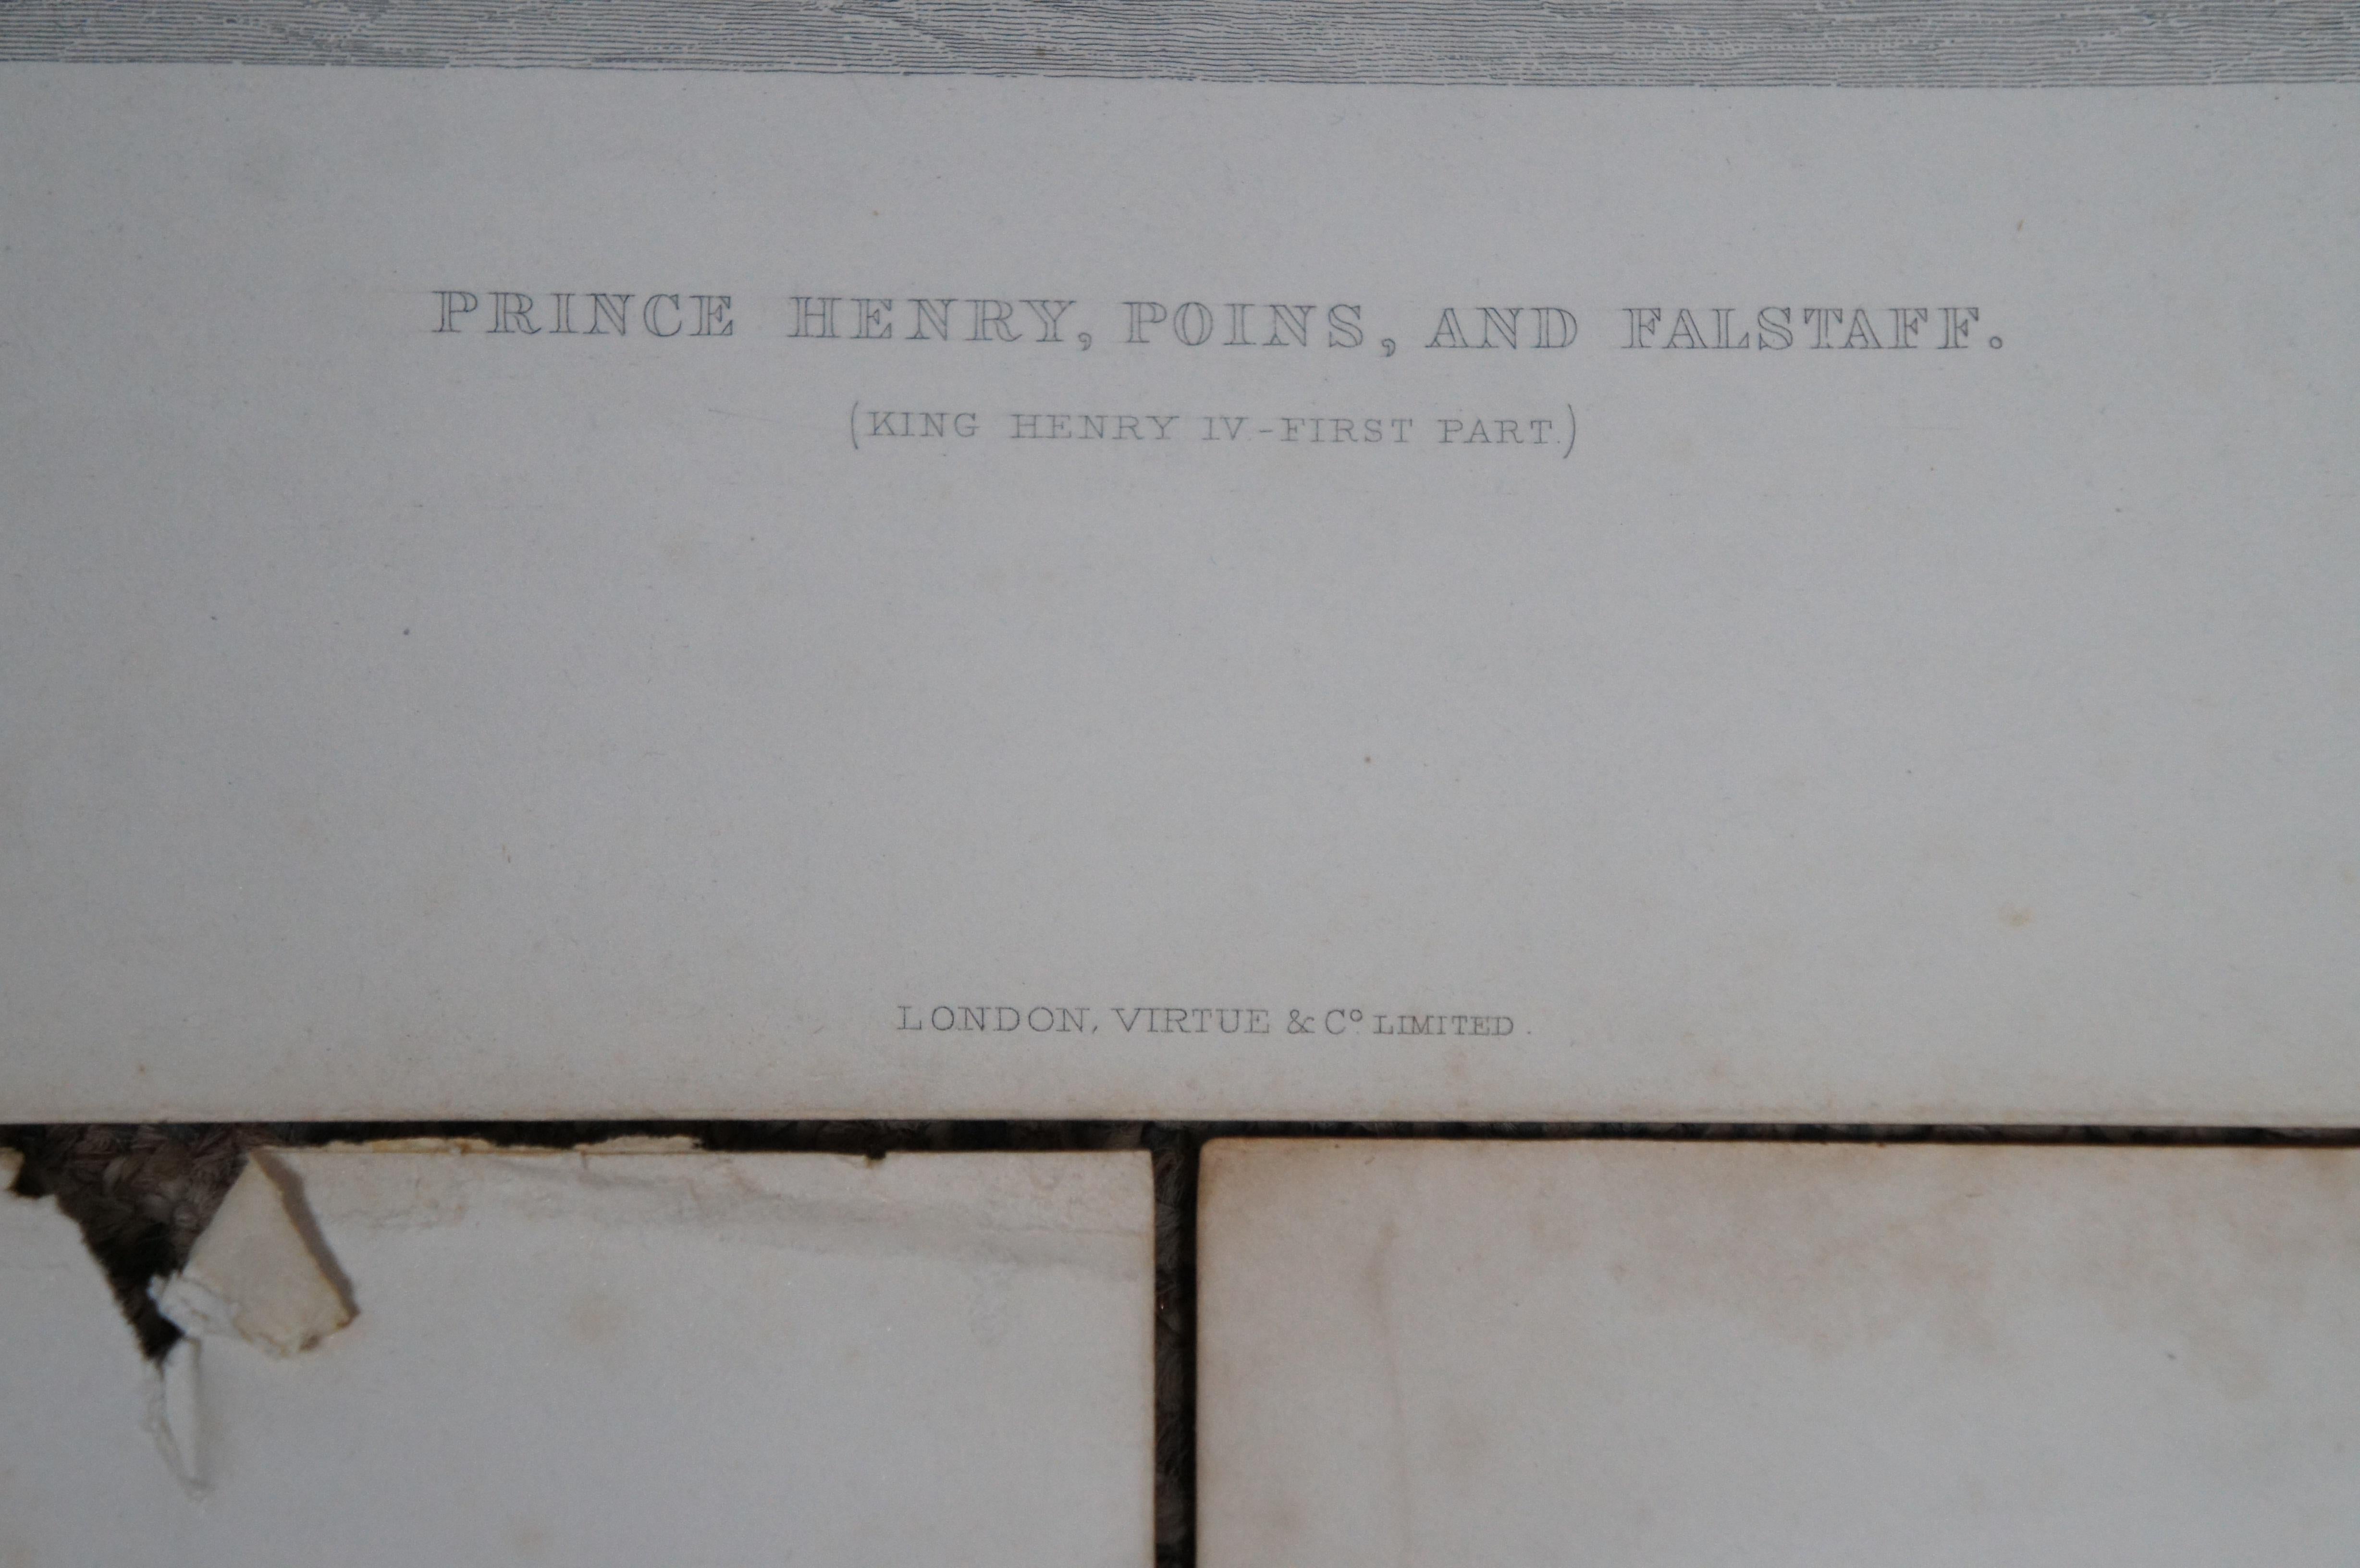 PRINCE HENRY, POINS, AND FALSTAFF.
(KING HENRY IV.-FIRST PART.)
LONDON, VIRTUE & Cº LIMITED.